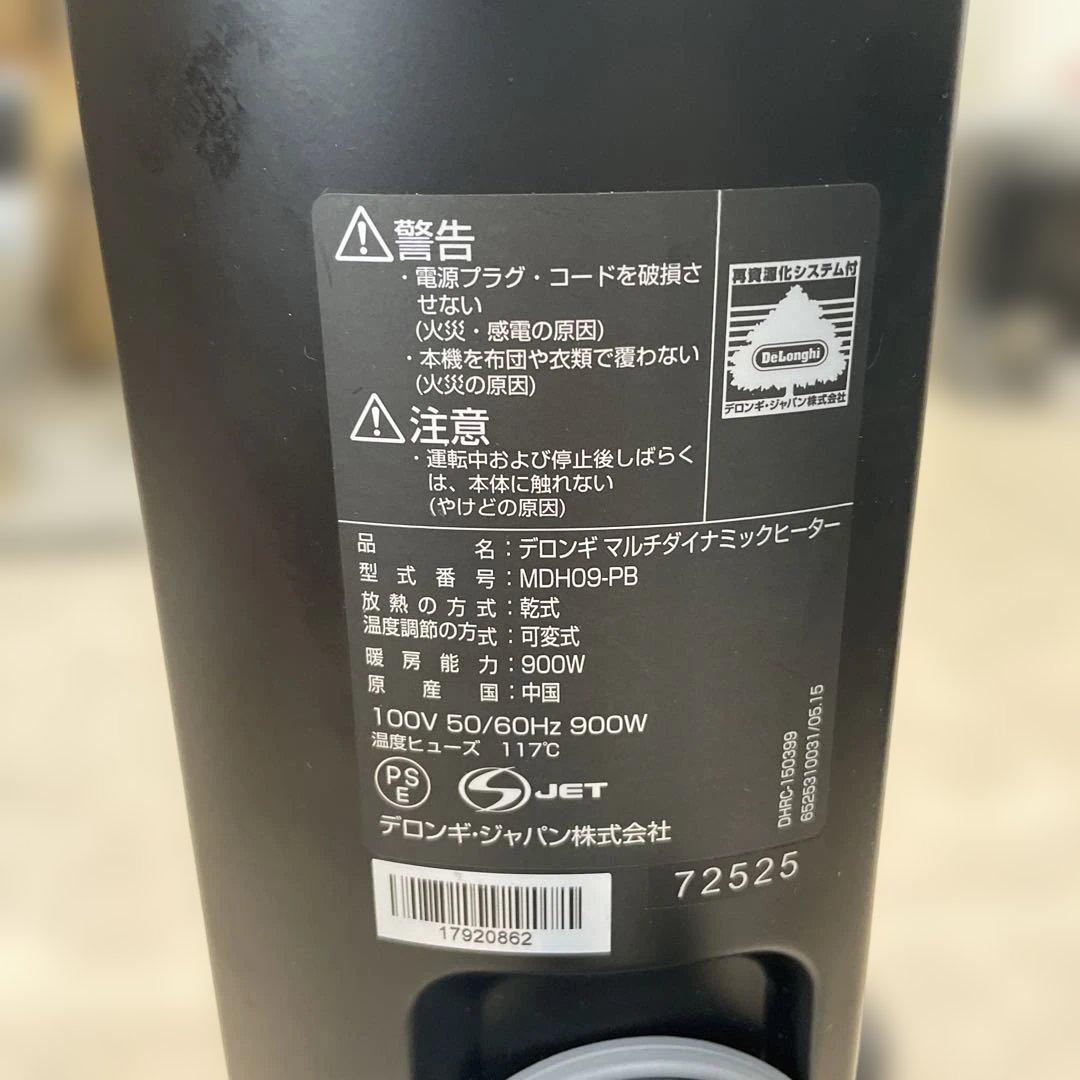 警告
・電源プラグ・コードを破損さ
せない
(火災・感電の原因)
・本機を布団や衣類で覆わない
(火災の原因)
注意
・運転中および停止後しばらく
は、本体に触れない
(やけどの原因)
再資源化システム付
DeLonghi
デロンギ・ジャパン株式会社
品名：デロンギ マルチダイナミックヒーター
型式番号：MDH09-PB
放熱の方式：乾式
温度調節の方式：可変式
暖房能力：900W
原産国：中国
100V 50/60Hz 900W
温度ヒューズ 117℃
PSE
JET
デロンギ・ジャパン株式会社
DHRC-150399
6525310031/05.15
72525
17920862